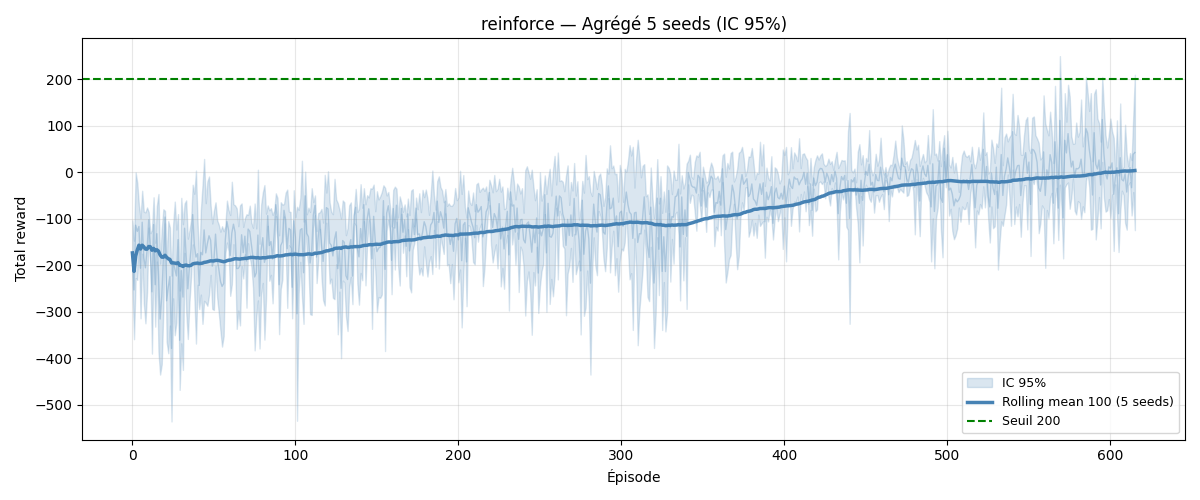 reinforce — Agrégé 5 seeds (IC 95%)
Total reward
200
100
0
−100
−200
−300
−400
−500
0
100
200
300
400
500
600
Épisode
IC 95%
Rolling mean 100 (5 seeds)
Seuil 200